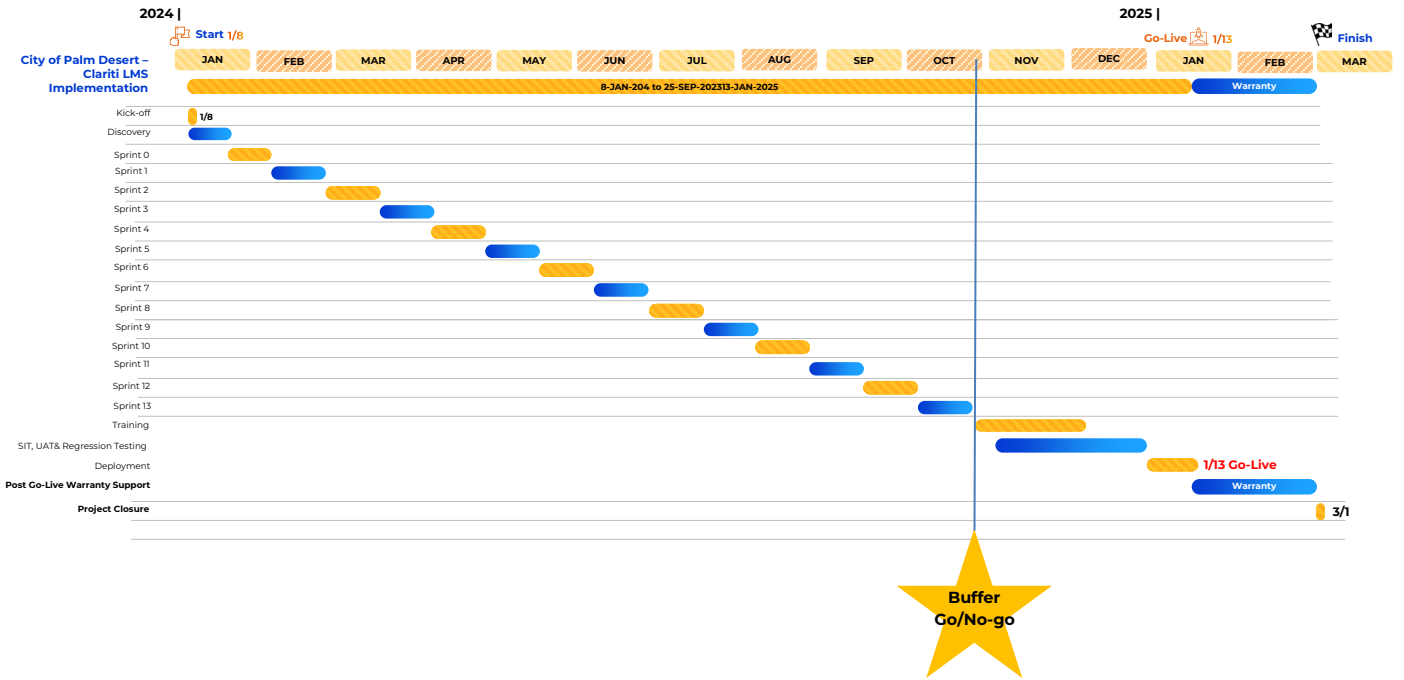 2024 |
2025 |
Start 1/8
Go-Live 1/13
Finish
City of Palm Desert –
Clariti LMS
Implementation
JAN FEB MAR APR MAY JUN JUL AUG SEP OCT NOV DEC JAN FEB MAR
8-JAN-204 to 25-SEP-202313-JAN-2025
Warranty
Kick-off 1/8
Discovery
Sprint 0
Sprint 1
Sprint 2
Sprint 3
Sprint 4
Sprint 5
Sprint 6
Sprint 7
Sprint 8
Sprint 9
Sprint 10
Sprint 11
Sprint 12
Sprint 13
Training
SIT, UAT& Regression Testing
Deployment 1/13 Go-Live
Post Go-Live Warranty Support Warranty
Project Closure 3/1
Buffer
Go/No-go